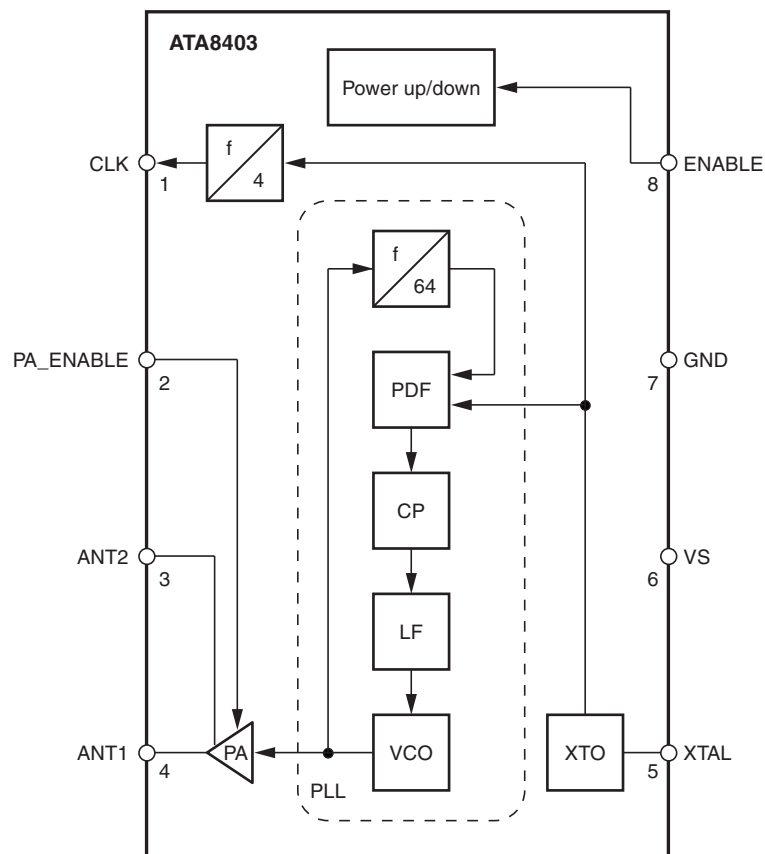 ATA8403
Power up/down
CLK
1
f
4
8
ENABLE
f
64
PA_ENABLE
2
PDF
7
GND
CP
ANT2
3
6
VS
LF
ANT1
4
PA
VCO
XTO
5
XTAL
PLL